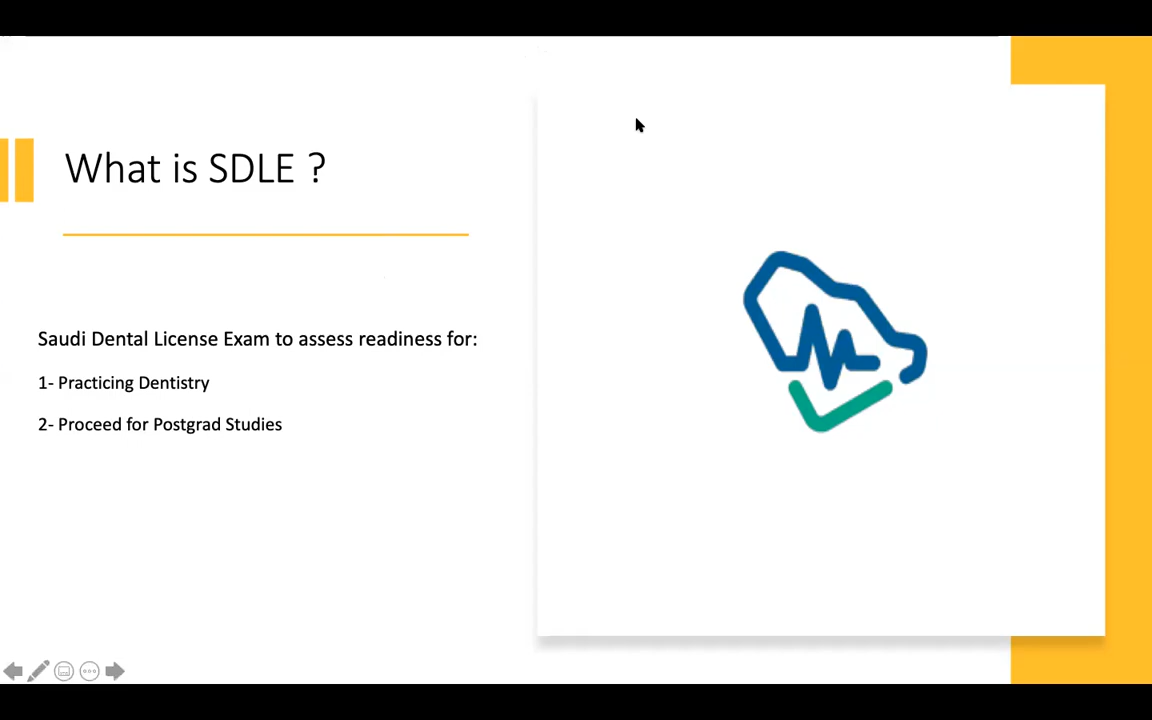 What is SDLE ?
Saudi Dental License Exam to assess readiness for:
1- Practicing Dentistry
2- Proceed for Postgrad Studies